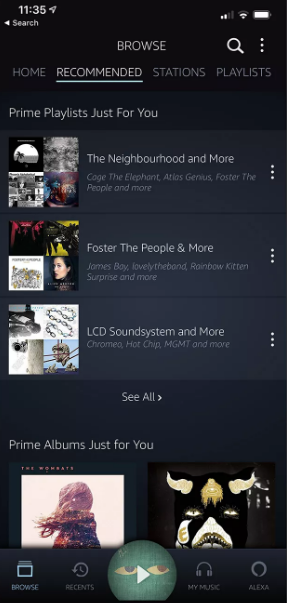 11:35
Search
BROWSE
HOME RECOMMENDED STATIONS PLAYLISTS
Prime Playlists Just For You
The Neighbourhood and More
Cage The Elephant, Atlas Genius, Foster The
People and more
Foster The People & More
James Bay, lovelytheband, Rainbow Kitten
Surprise and more
LCD Soundsystem and More
Chromeo, Hot Chip, MGMT and more
See All
Prime Albums Just for You
THE WOMBATS
BROWSE RECENTS MY MUSIC ALEXA